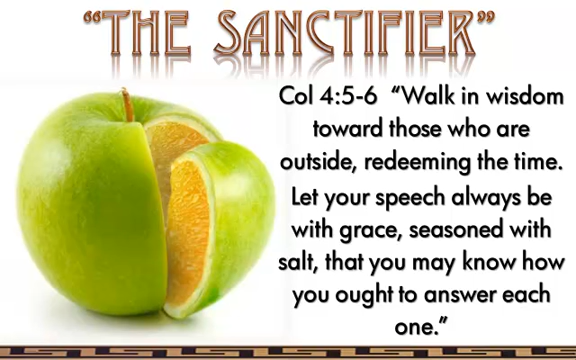 “THE SANCTIFIER”
Col 4:5-6 “Walk in wisdom
toward those who are
outside, redeeming the time.
Let your speech always be
with grace, seasoned with
salt, that you may know how
you ought to answer each
one.”